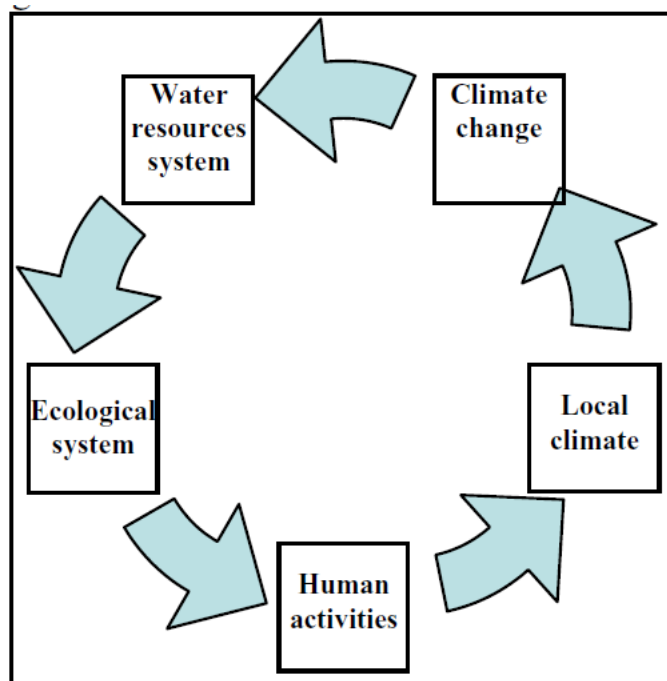 Water
resources
system
Climate
change
Ecological
system
Local
climate
Human
activities